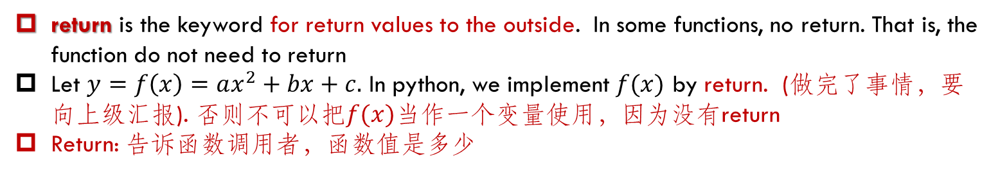 return is the keyword for return values to the outside.  In some functions, no return. That is, the
function do not need to return
Let y = f(x) = ax² + bx + c. In python, we implement f(x) by return.  (做完了事情，要
向上级汇报). 否则不可以把f(x)当作一个变量使用，因为没有return
Return: 告诉函数调用者，函数值是多少